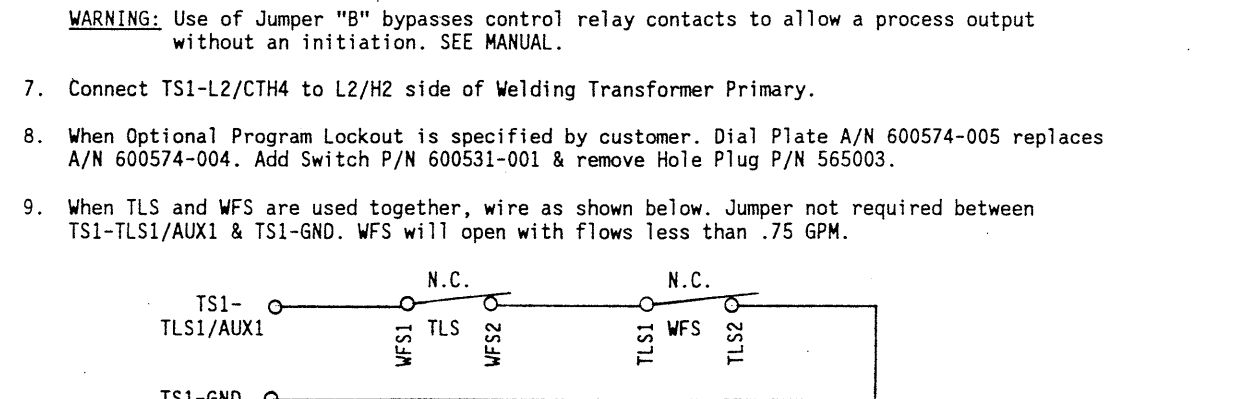 WARNING: Use of Jumper "B" bypasses control relay contacts to allow a process output
without an initiation. SEE MANUAL.
7. Connect TS1-L2/CTH4 to L2/H2 side of Welding Transformer Primary.
8. When Optional Program Lockout is specified by customer. Dial Plate A/N 600574-005 replaces
A/N 600574-004. Add Switch P/N 600531-001 & remove Hole Plug P/N 565003.
9. When TLS and WFS are used together, wire as shown below. Jumper not required between
TS1-TLS1/AUX1 & TS1-GND. WFS will open with flows less than .75 GPM.
N.C. N.C.
TS1-
TLS1/AUX1 WFS1 TLS WFS2 TLS1 WFS TLS2
TS1-GND